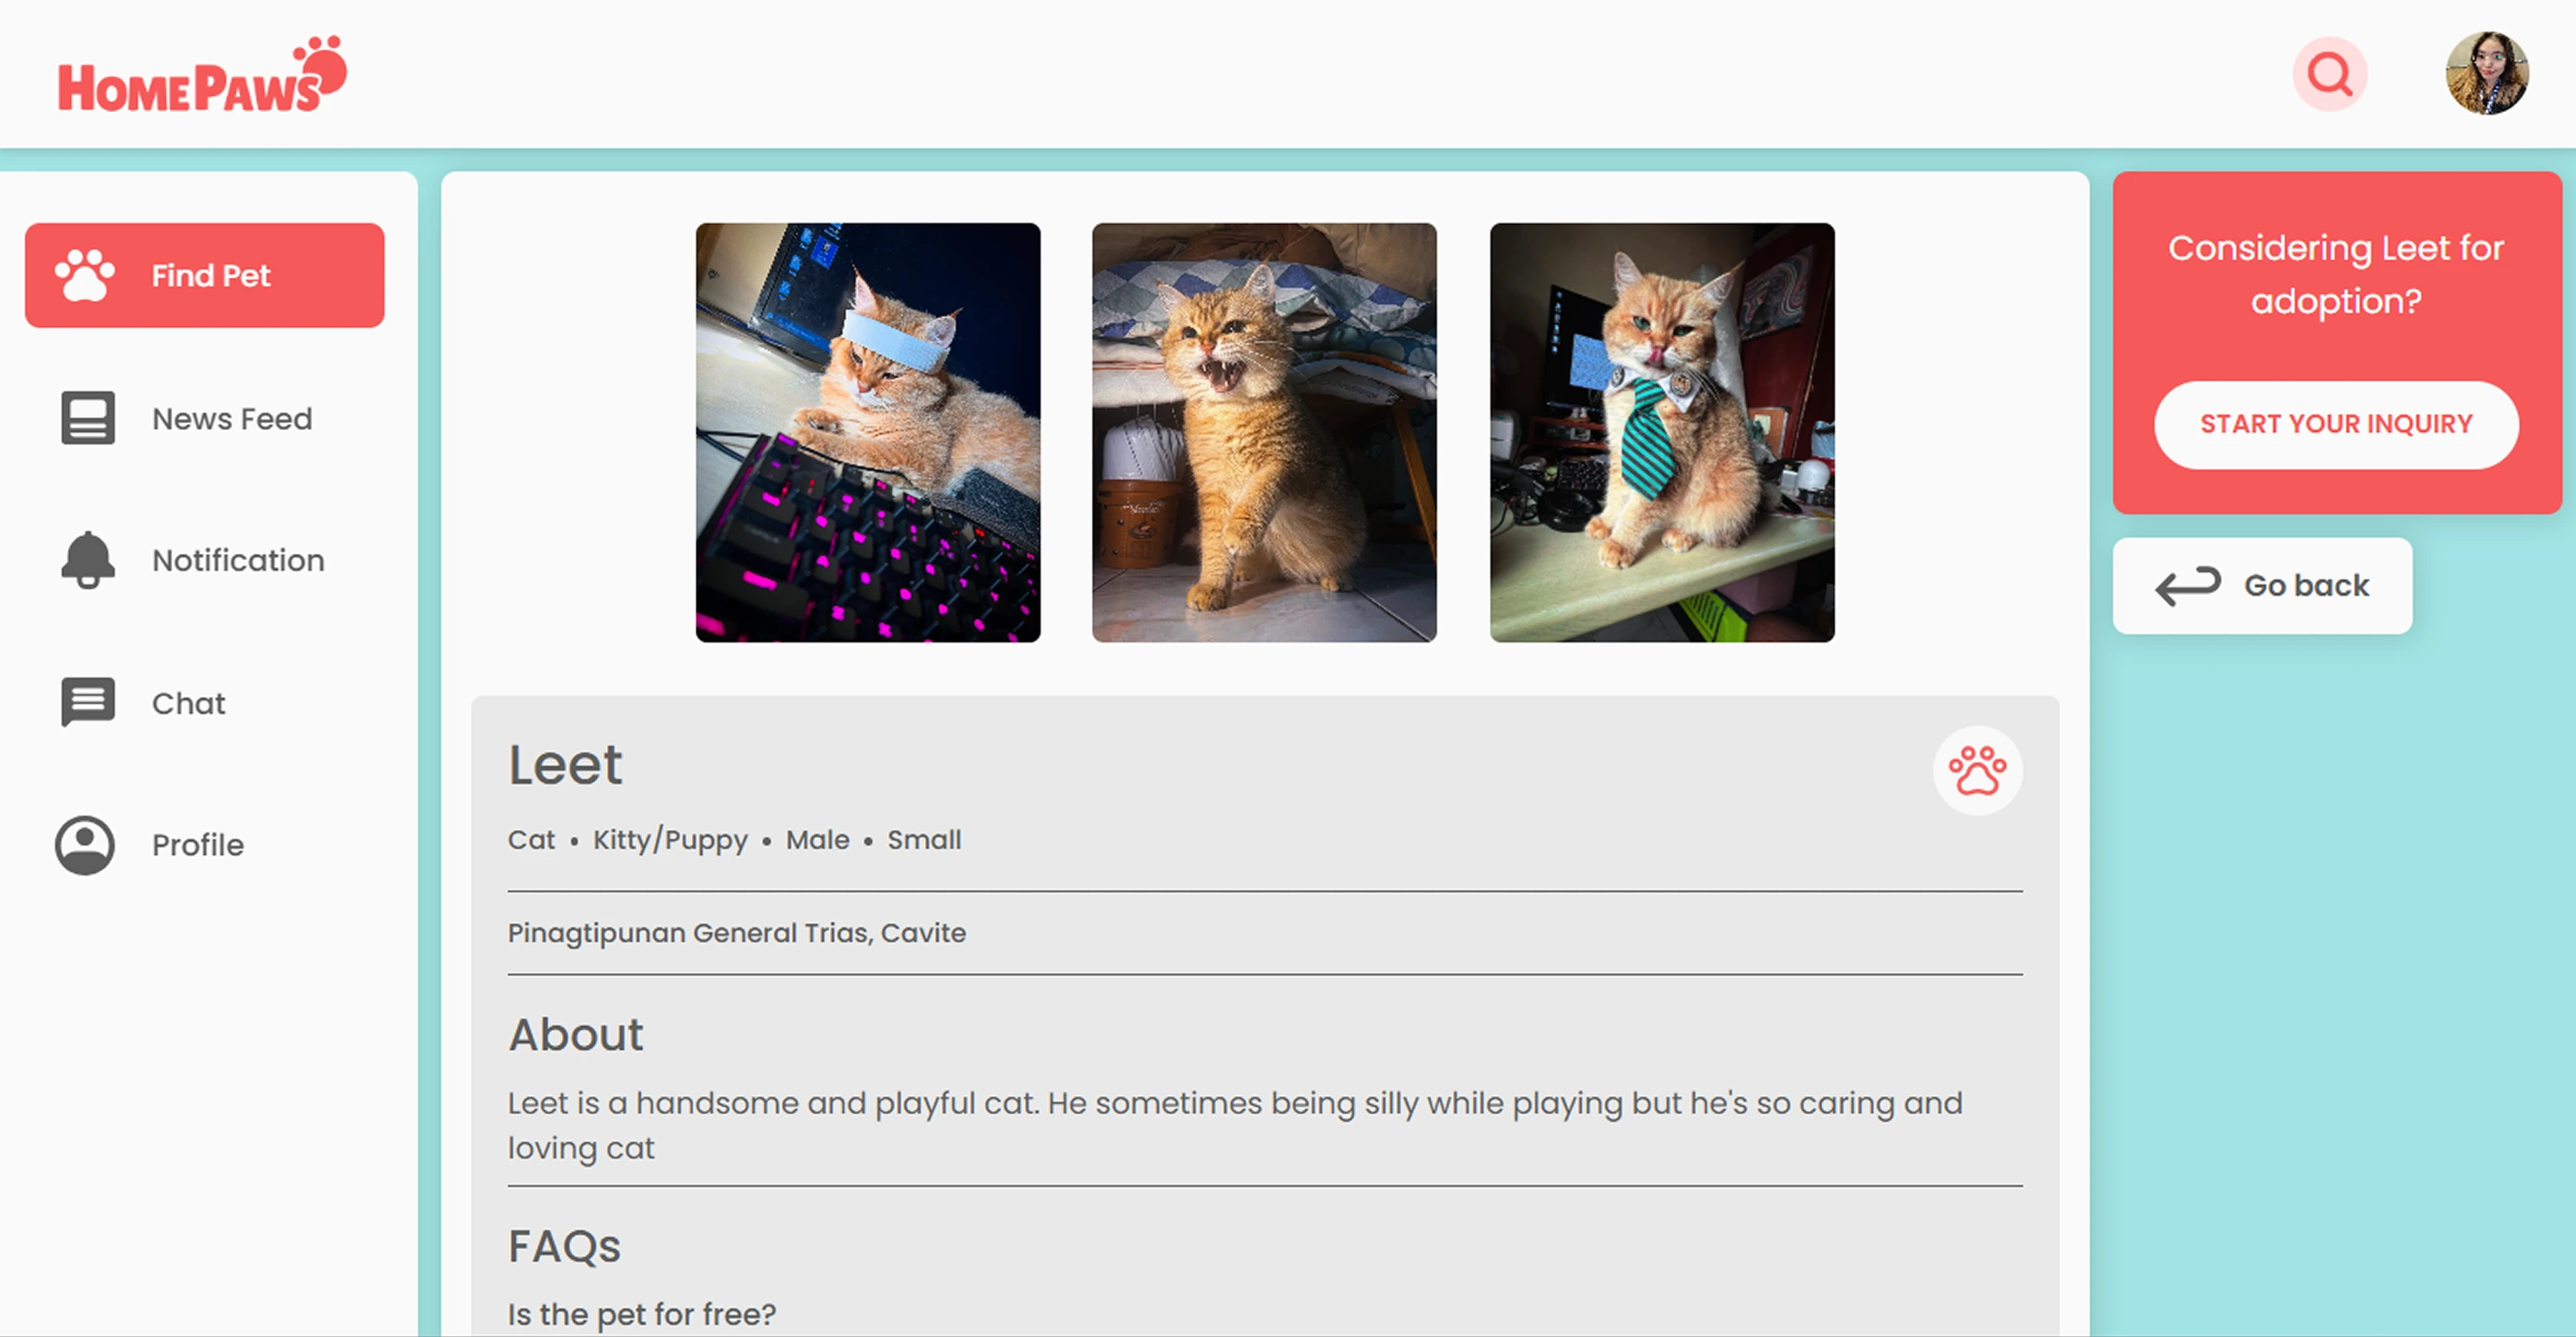 HOMEPAWS
Find Pet
News Feed
Notification
Chat
Profile
Leet
Cat • Kitty/Puppy • Male • Small
Pinagtipunan General Trias, Cavite
About
Leet is a handsome and playful cat. He sometimes being silly while playing but he's so caring and
loving cat
FAQs
Is the pet for free?
Considering Leet for
adoption?
START YOUR INQUIRY
Go back